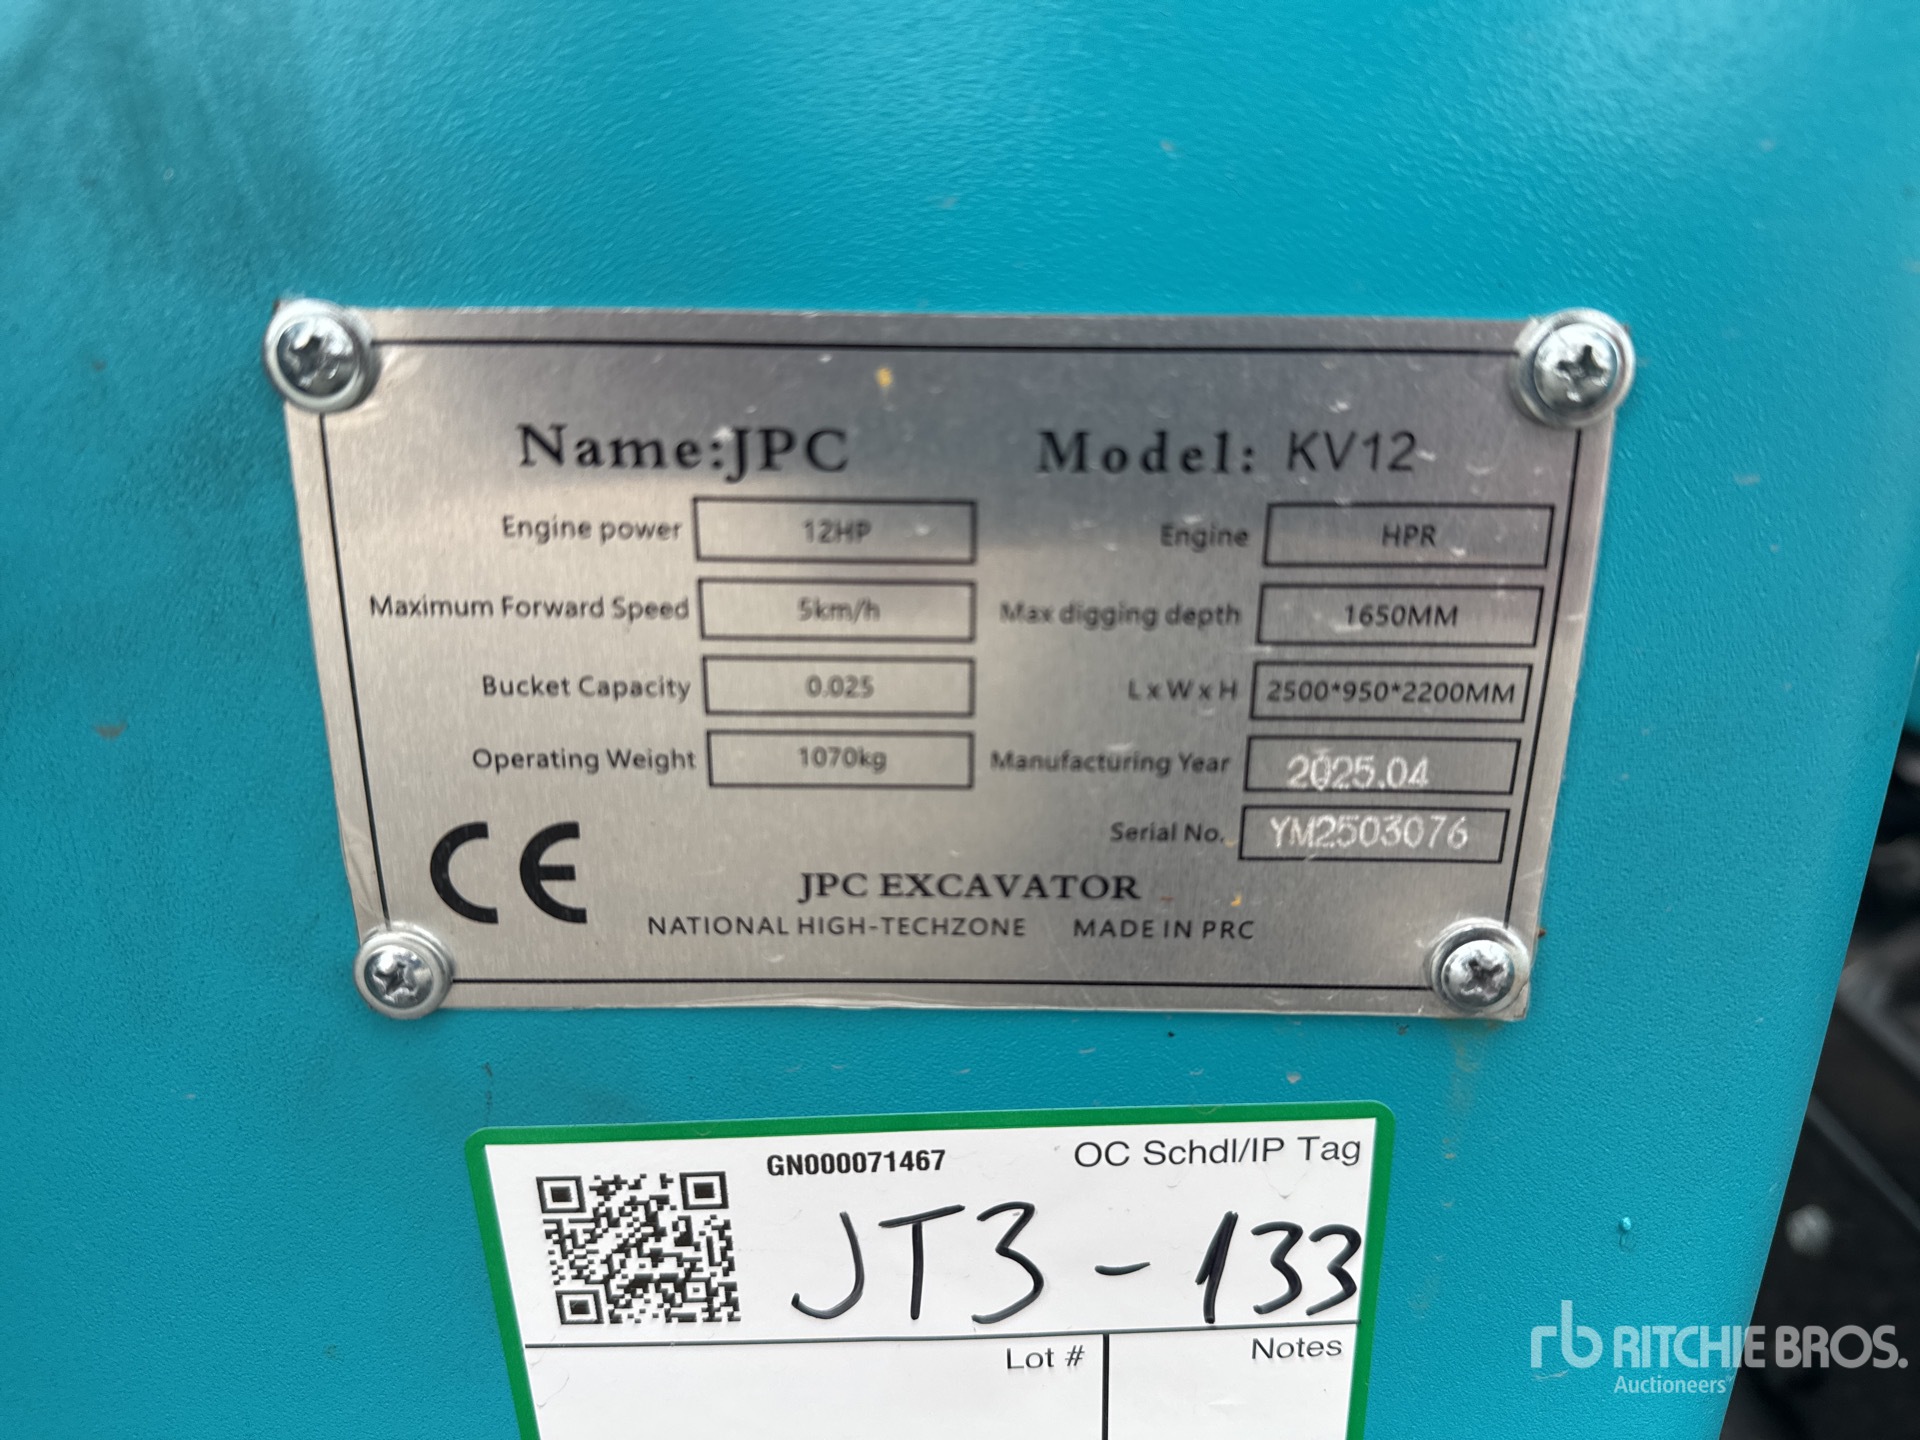 Name:JPC Model: KV12
Engine power 12HP Engine HPR
Maximum Forward Speed 5km/h Max digging depth 1650MM
Bucket Capacity 0.025 L x W x H 2500*950*2200MM
Operating Weight 1070kg Manufacturing Year 2025.04
Serial No. YM2503076
CE
JPC EXCAVATOR
NATIONAL HIGH-TECHZONE MADE IN PRC
GN000071467 OC Schdl/IP Tag
JT3-133
Lot # Notes
rb RITCHIE BROS.
Auctioneers